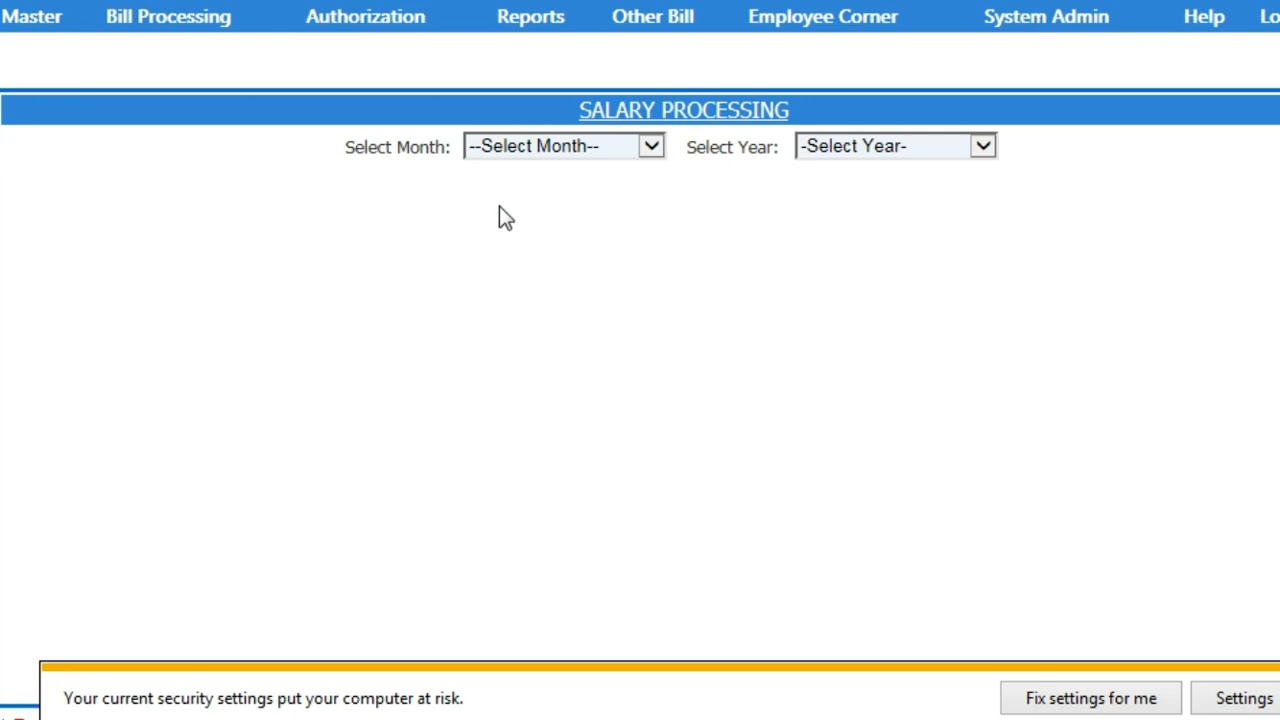 Master Bill Processing Authorization Reports Other Bill Employee Corner System Admin Help Lo
SALARY PROCESSING
Select Month: --Select Month-- Select Year: -Select Year-
Your current security settings put your computer at risk. Fix settings for me Settings